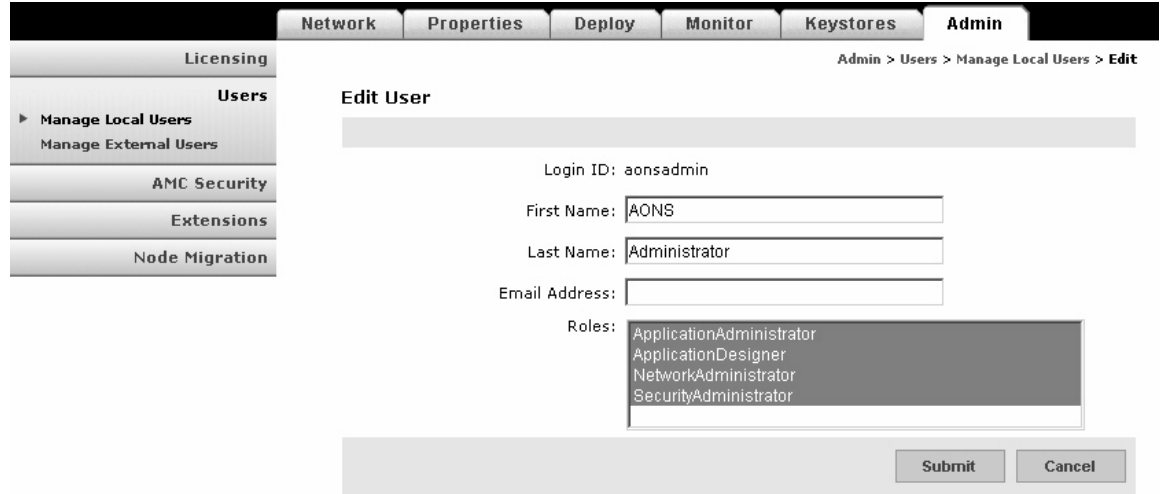 Network Properties Deploy Monitor Keystores Admin
Licensing
Admin > Users > Manage Local Users > Edit
Users
Manage Local Users
Manage External Users
AMC Security
Extensions
Node Migration
Edit User
Login ID: aonsadmin
First Name: AONS
Last Name: Administrator
Email Address:
Roles: ApplicationAdministrator
ApplicationDesigner
NetworkAdministrator
SecurityAdministrator
Submit Cancel